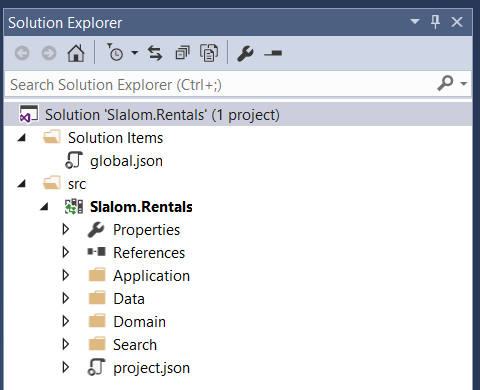 Solution Explorer
Search Solution Explorer (Ctrl+;)
Solution 'Slalom.Rentals' (1 project)
Solution Items
global.json
src
Slalom.Rentals
Properties
References
Application
Data
Domain
Search
project.json